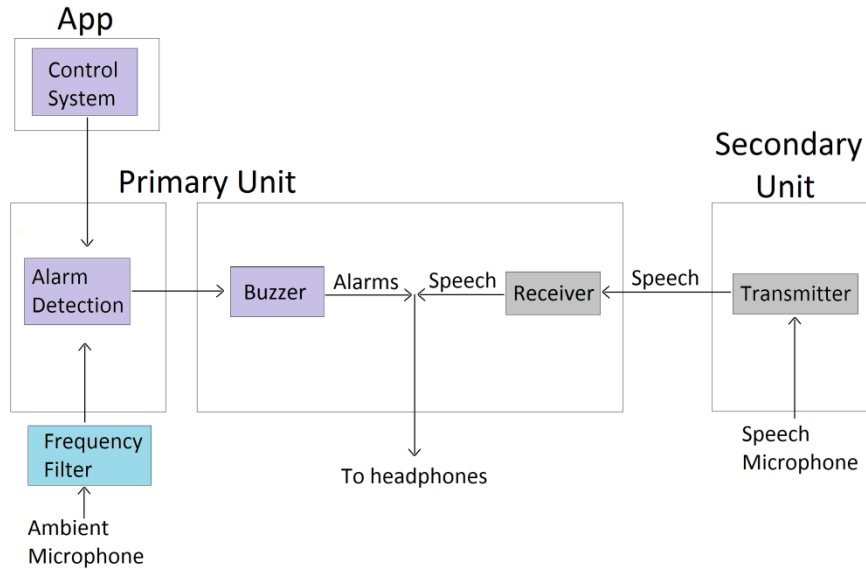 App
Control
System
Primary Unit
Secondary
Unit
Alarm
Detection
Buzzer
Alarms
Speech
Receiver
Speech
Transmitter
Frequency
Filter
To headphones
Speech
Microphone
Ambient
Microphone